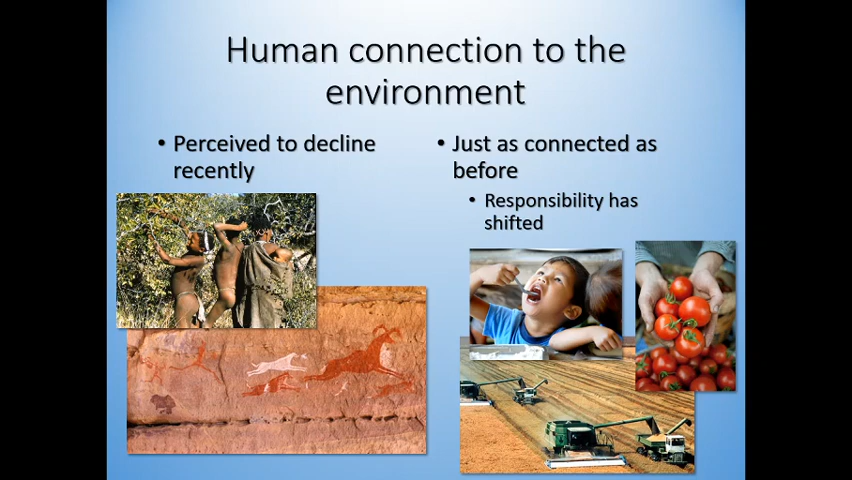 Human connection to the
environment
• Perceived to decline
recently
• Just as connected as
before
• Responsibility has
shifted